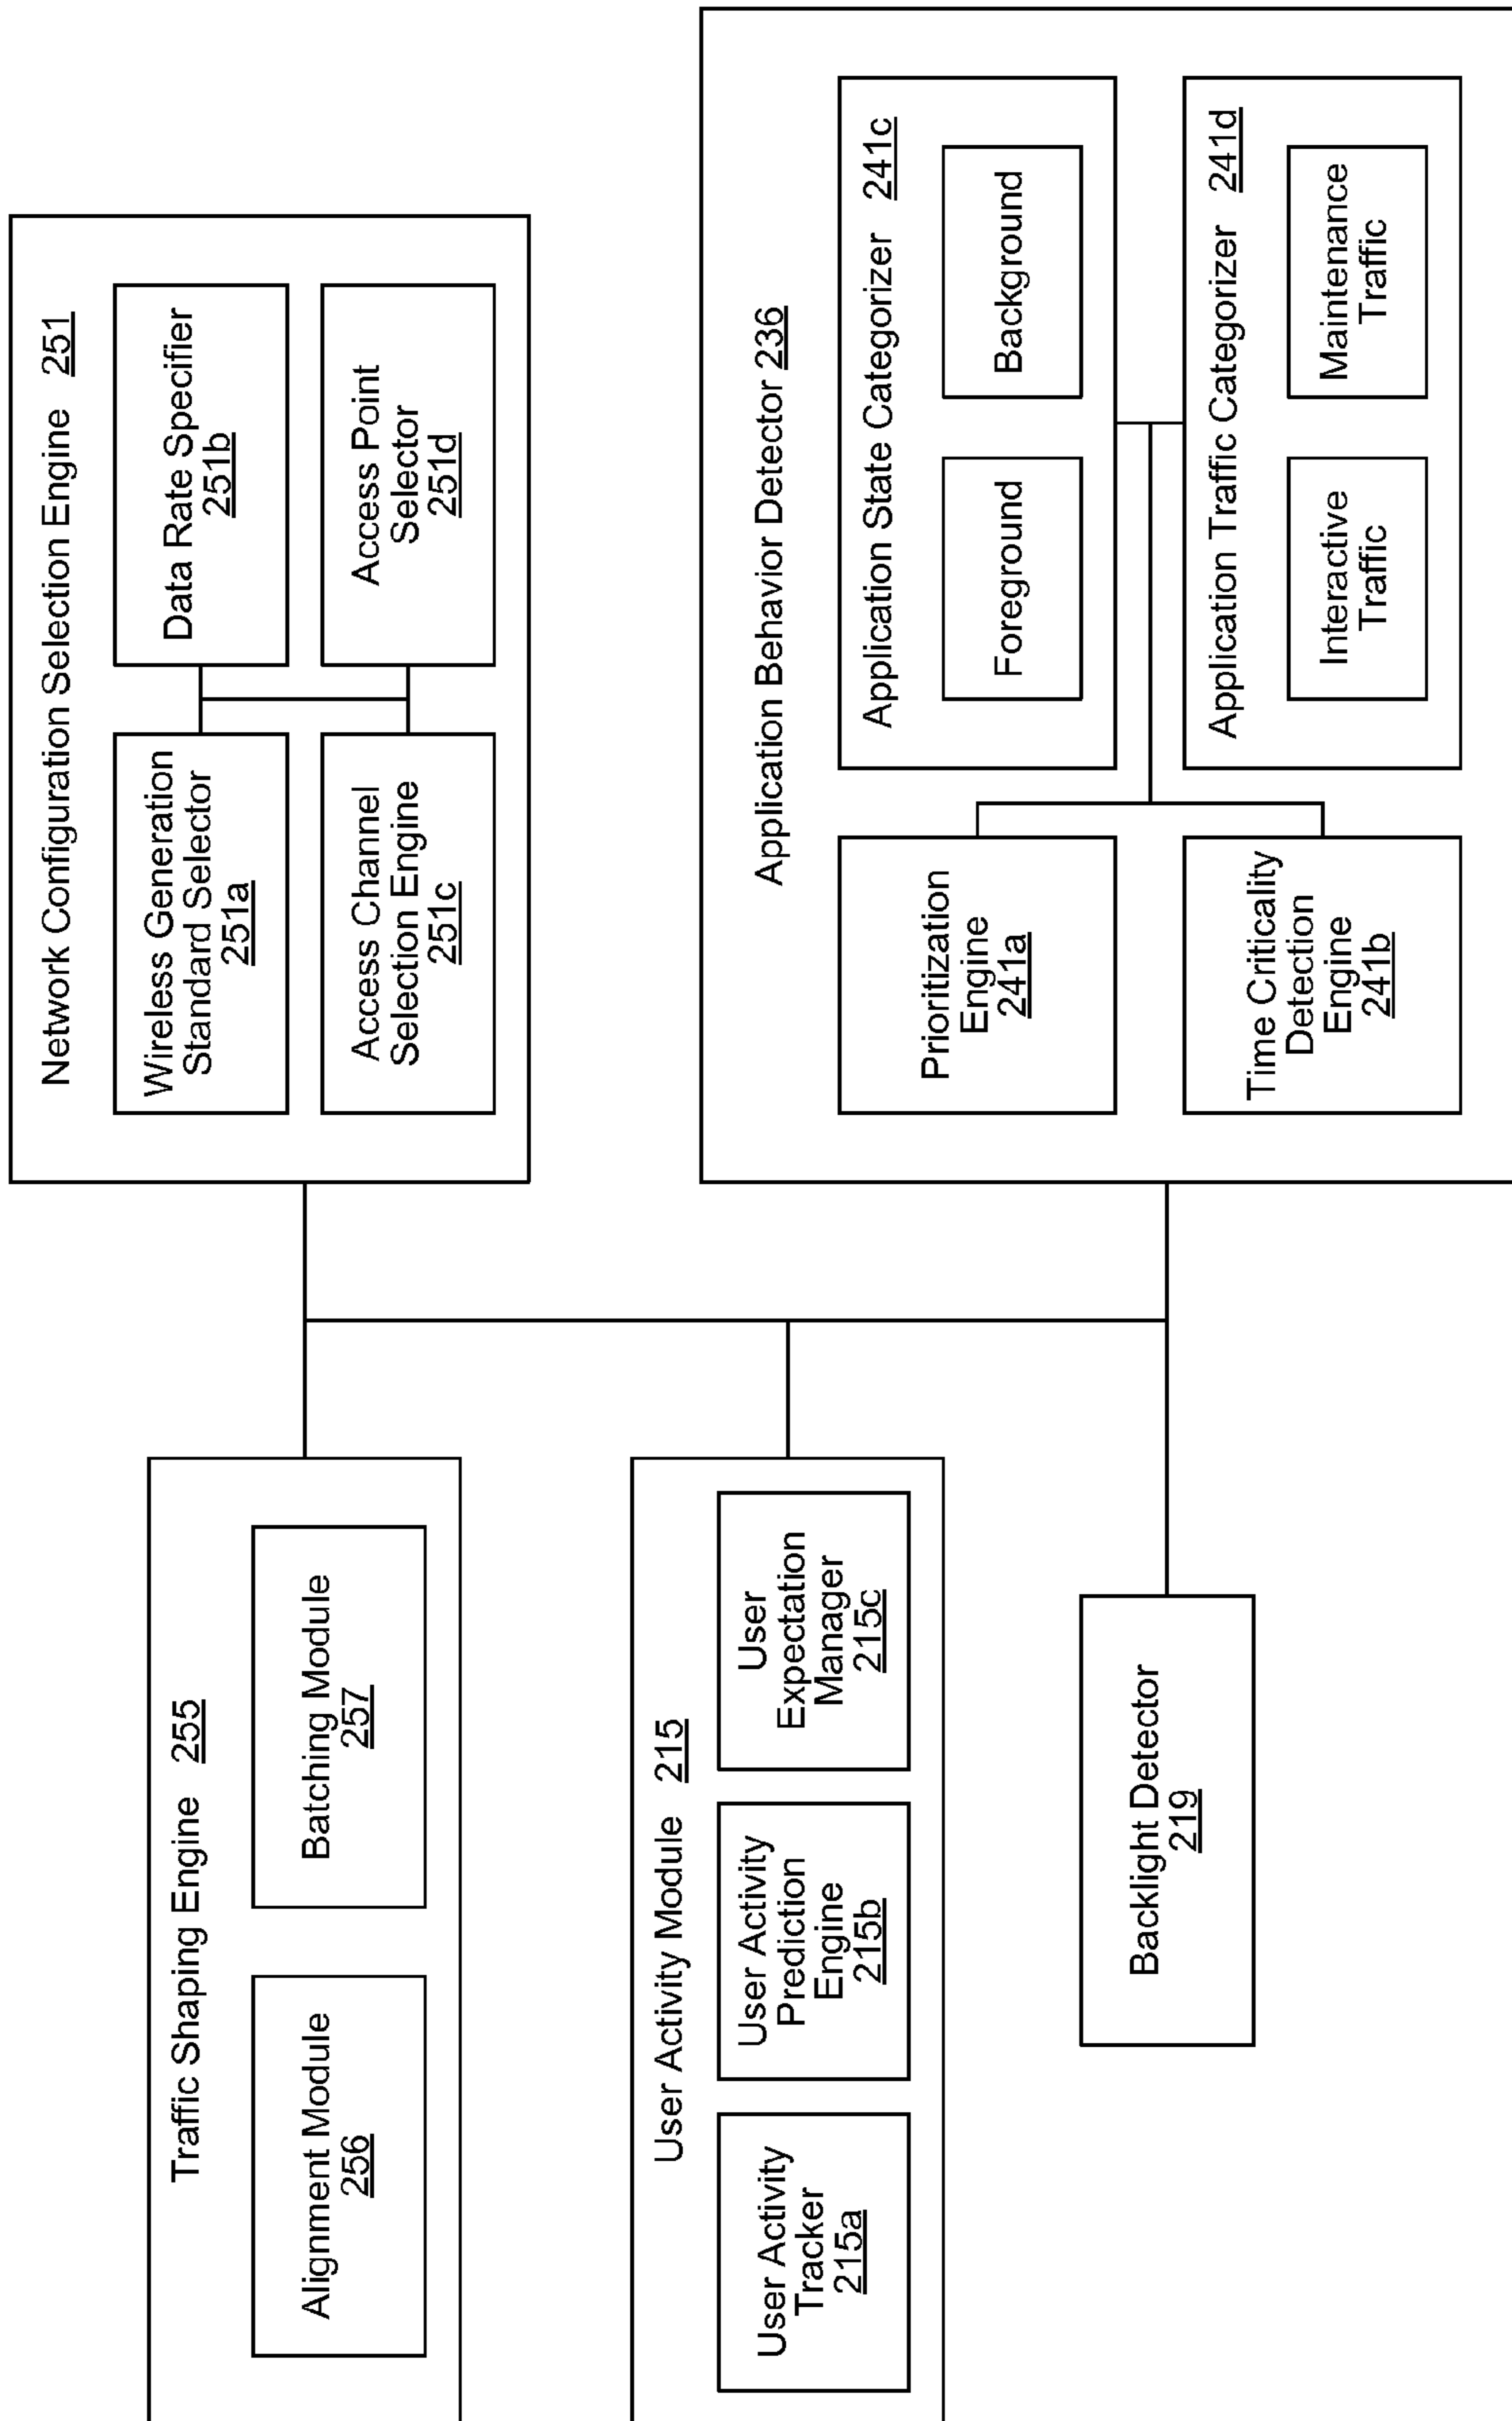 Traffic Shaping Engine 255
Alignment Module
256
Batching Module
257
User Activity Module 215
User Activity
Tracker
215a
User Activity
Prediction
Engine
215b
User
Expectation
Manager
215c
Backlight Detector
219
Network Configuration Selection Engine 251
Wireless Generation
Standard Selector
251a
Data Rate Specifier
251b
Access Channel
Selection Engine
251c
Access Point
Selector
251d
Application Behavior Detector 236
Prioritization
Engine
241a
Application State Categorizer 241c
Foreground
Background
Time Criticality
Detection
Engine
241b
Application Traffic Categorizer 241d
Interactive
Traffic
Maintenance
Traffic